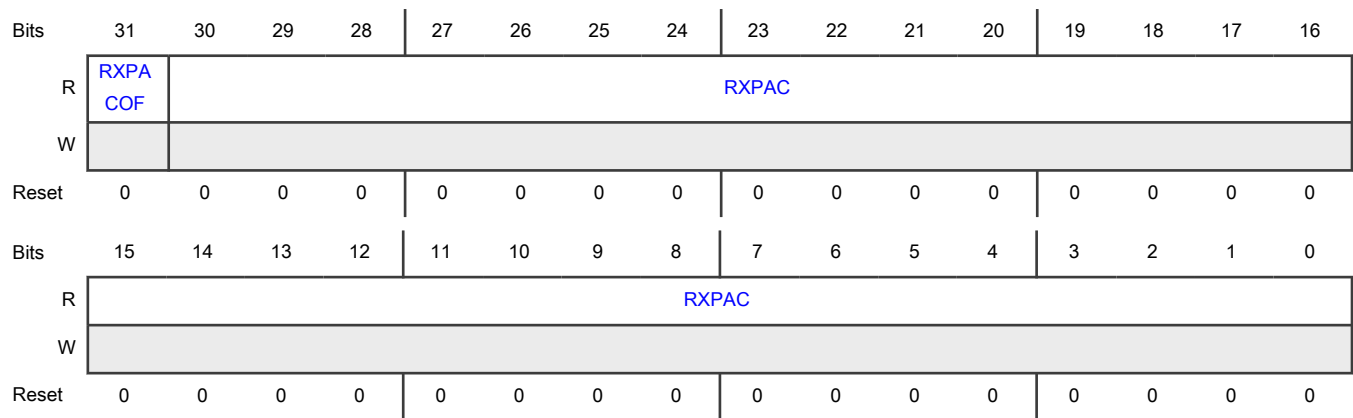 Bits 31 30 29 28 27 26 25 24 23 22 21 20 19 18 17 16
R RXPA
COF RXPAC
W
Reset 0 0 0 0 0 0 0 0 0 0 0 0 0 0 0 0
Bits 15 14 13 12 11 10 9 8 7 6 5 4 3 2 1 0
R RXPAC
W
Reset 0 0 0 0 0 0 0 0 0 0 0 0 0 0 0 0